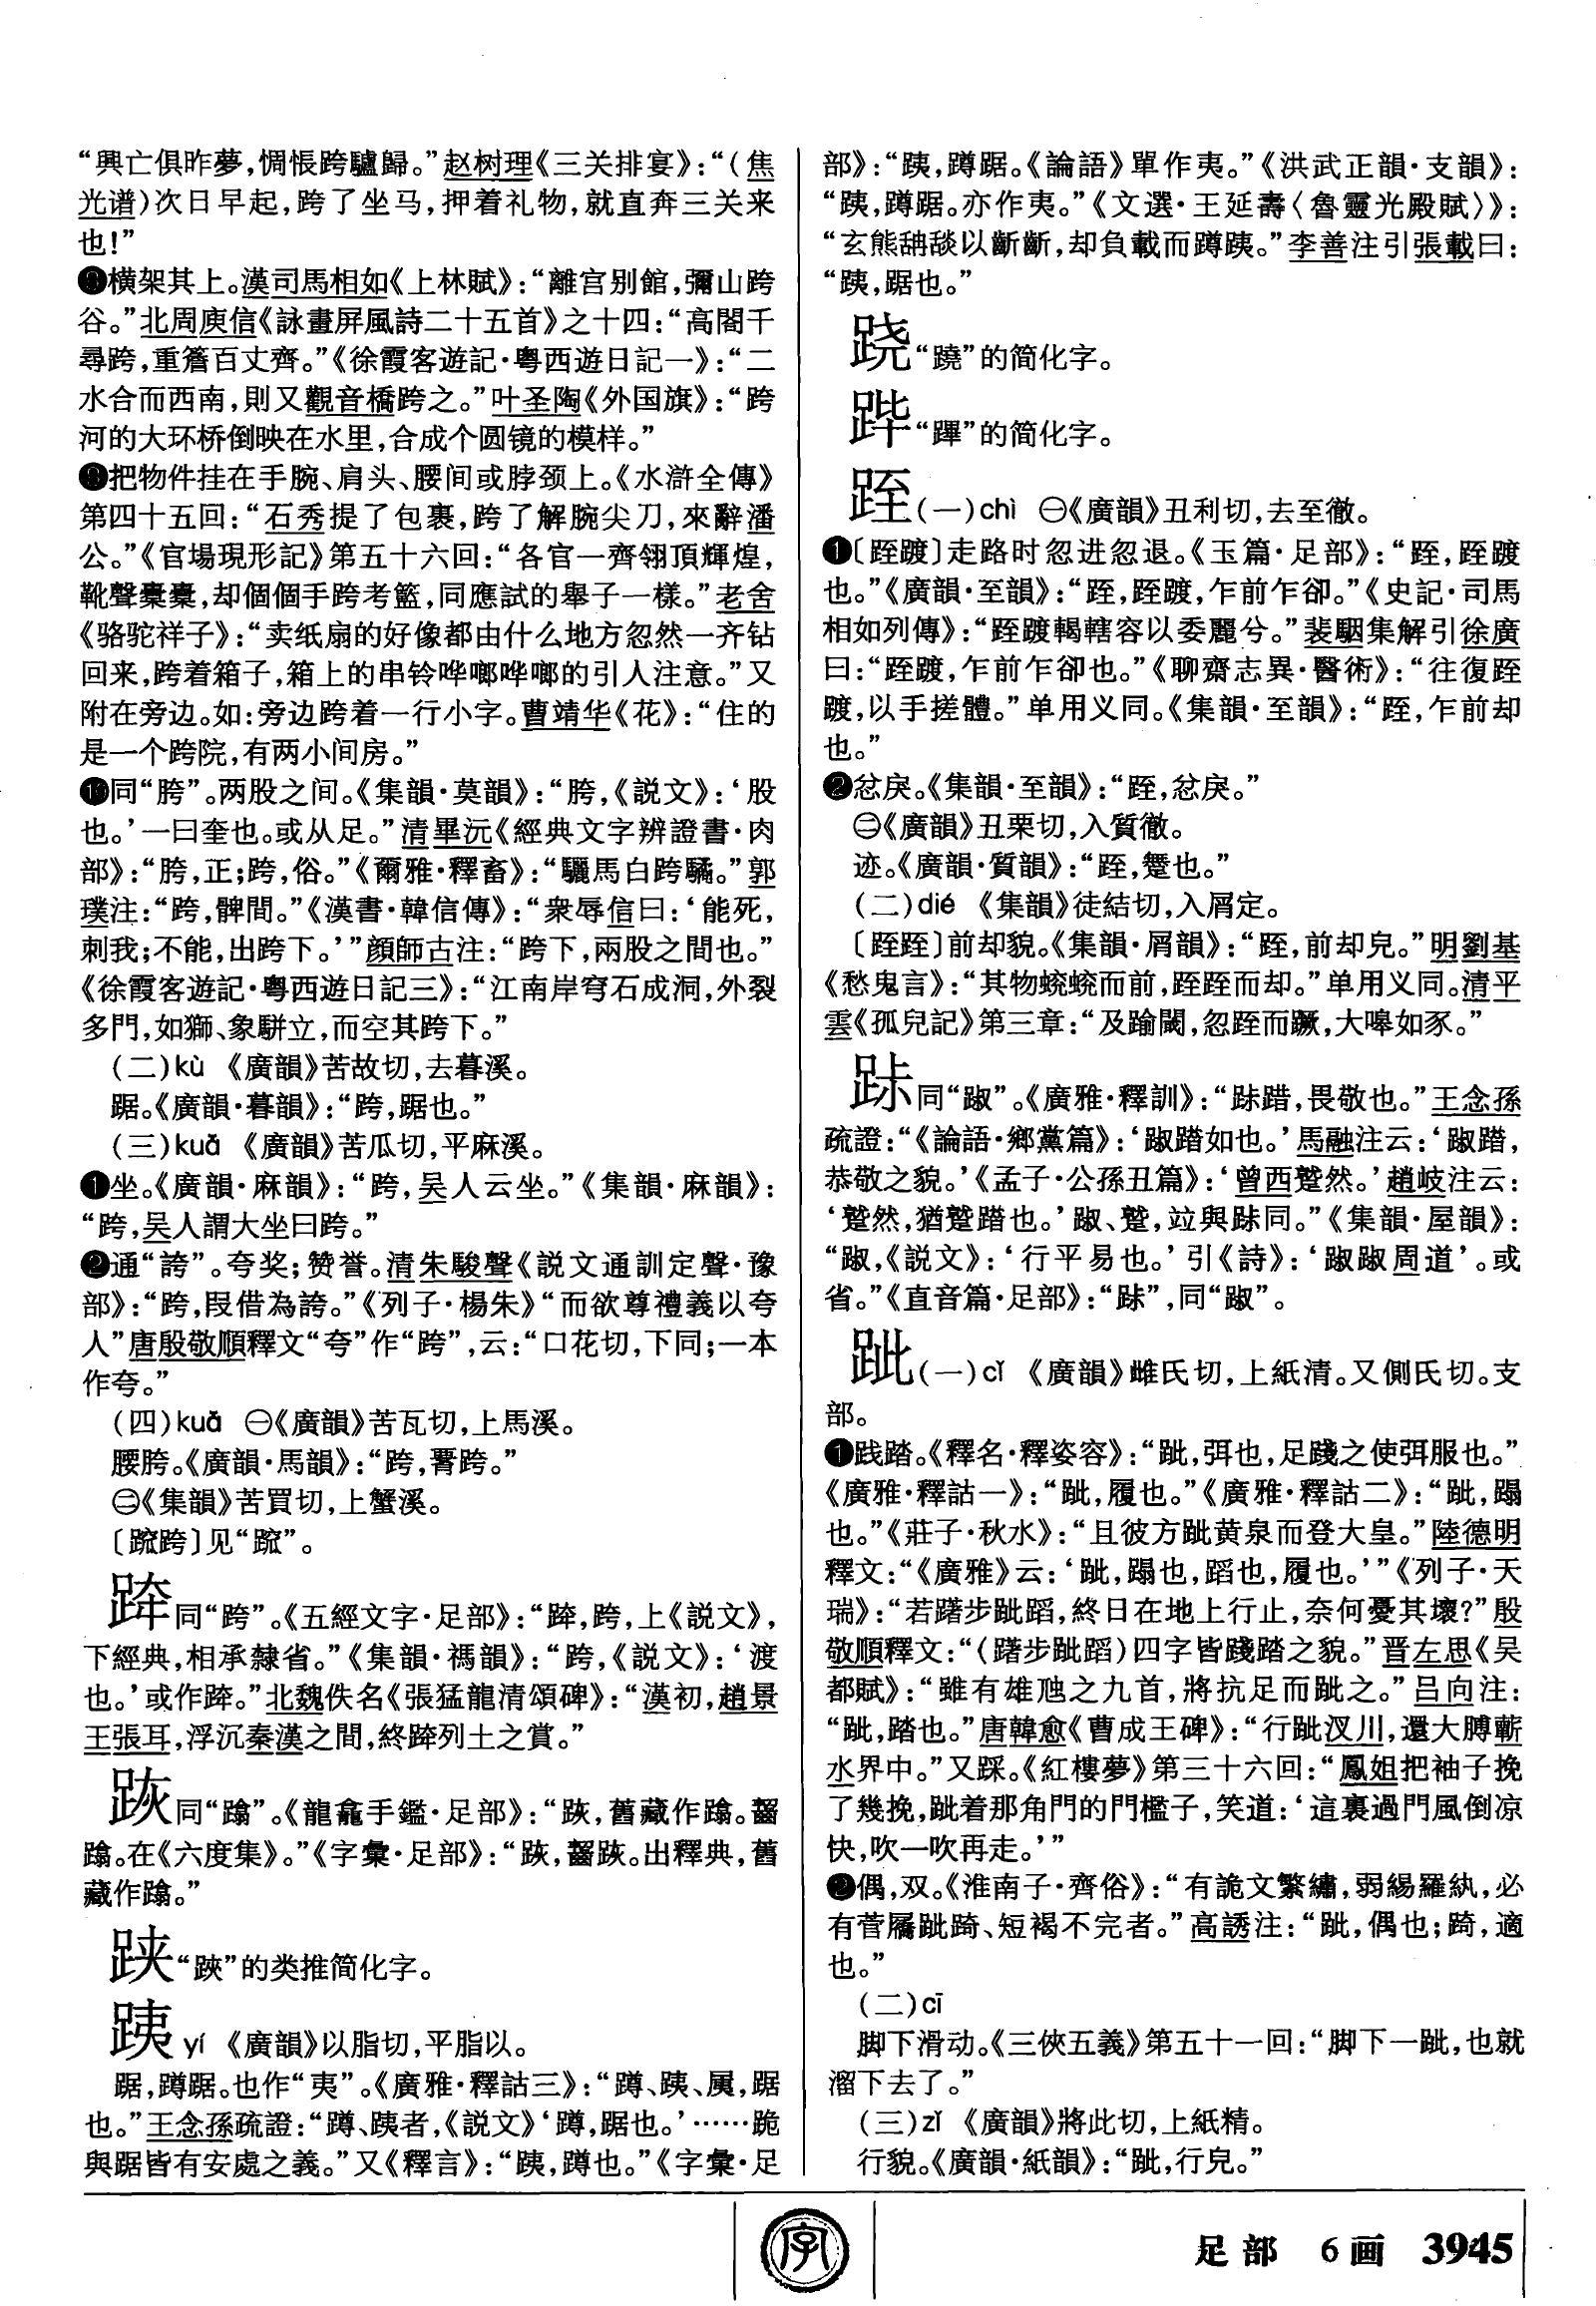 “興亡俱昨夢，惆悵跨驢歸。”赵树理《三关排宴》：“（焦
光谱）次日早起，跨了坐马，押着礼物，就直奔三关来
也！”
❽横架其上。漢司馬相如《上林賦》：“離宫别館，彌山跨
谷。”北周庾信《詠畫屏風詩二十五首》之十四：“高閣千
尋跨，重簷百丈齊。”《徐霞客遊記·粤西遊日記一》：“二
水合而西南，則又觀音橋跨之。”叶圣陶《外国旗》：“跨
河的大环桥倒映在水里，合成个圆镜的模样。”
❾把物件挂在手腕、肩头、腰间或脖颈上。《水滸全傳》
第四十五回：“石秀提了包裹，跨了解腕尖刀，來辭潘
公。”《官場現形記》第五十六回：“各官一齊翎頂輝煌，
靴聲橐橐，却個個手跨考籃，同應試的舉子一樣。”老舍
《骆驼祥子》：“卖纸扇的好像都由什么地方忽然一齐钻
回来，跨着箱子，箱上的串铃哗啷哗啷的引人注意。”又
附在旁边。如：旁边跨着一行小字。曹靖华《花》：“住的
是一个跨院，有两小间房。”
❿同“胯”。两股之间。《集韻·莫韻》：“胯，《説文》：‘股
也。’一曰奎也。或从足。”清畢沅《經典文字辨證書·肉
部》：“胯，正；跨，俗。”《爾雅·釋畜》：“驪馬白跨驈。”郭
璞注：“跨，髀間。”《漢書·韓信傳》：“衆辱信曰：‘能死，
刺我；不能，出跨下。’”顔師古注：“跨下，兩股之間也。”
《徐霞客遊記·粤西遊日記三》：“江南岸穹石成洞，外裂
多門，如獅、象駢立，而空其跨下。”
（二）kù 《廣韻》苦故切，去暮溪。
踞。《廣韻·暮韻》：“跨，踞也。”
（三）kuā 《廣韻》苦瓜切，平麻溪。
❶坐。《廣韻·麻韻》：“跨，吴人云坐。”《集韻·麻韻》：
“跨，吴人謂大坐曰跨。”
❷通“誇”。夸奖；赞誉。清朱駿聲《説文通訓定聲·豫
部》：“跨，叚借為誇。”《列子·楊朱》“而欲尊禮義以夸
人”唐殷敬順釋文“夸”作“跨”，云：“口花切，下同；一本
作夸。”
（四）kuǎ ㊀《廣韻》苦瓦切，上馬溪。
腰胯。《廣韻·馬韻》：“跨，䯊跨。”
㊁《集韻》苦買切，上蟹溪。
〔䠍跨〕见“䠍”。
𨂺同“跨”。《五經文字·足部》：“𨂺，跨，上《説文》，
下經典，相承隸省。”《集韻·禡韻》：“跨，《説文》：‘渡
也。’或作𨂺。”北魏佚名《張猛龍清頌碑》：“漢初，趙景
王張耳，浮沉秦漢之間，終𨂺列土之賞。”
同“”。《龍龕手鑑·足部》：“，舊藏作。齧
。在《六度集》。”《字彙·足部》：“，齧。出釋典，舊
藏作。”
“”的类推简化字。
跠 yí 《廣韻》以脂切，平脂以。
踞，蹲踞。也作“夷”。《廣雅·釋詁三》：“蹲、跠、𡱝，踞
也。”王念孫疏證：“蹲、跠者，《説文》‘蹲，踞也。’……跪
與踞皆有安處之義。”又《釋言》：“跠，蹲也。”《字彙·足
部》：“跠，蹲踞。《論語》單作夷。”《洪武正韻·支韻》：
“跠，蹲踞。亦作夷。”《文選·王延壽〈魯靈光殿賦〉》：
“玄熊舑舕以齗齗，却負載而蹲跠。”李善注引張載曰：
“跠，踞也。”
跷“蹺”的简化字。
跸“蹕”的简化字。
跮（一）chì ㊀《廣韻》丑利切，去至徹。
❶〔跮踱〕走路时忽进忽退。《玉篇·足部》：“跮，跮踱
也。”《廣韻·至韻》：“跮，跮踱，乍前乍卻。”《史記·司馬
相如列傳》：“跮踱輵轄容以委麗兮。”裴駰集解引徐廣
曰：“跮踱，乍前乍卻也。”《聊齋志異·醫術》：“往復跮
踱，以手搓體。”单用义同。《集韻·至韻》：“跮，乍前却
也。”
❷忿戾。《集韻·至韻》：“跮，忿戾。”
㊁《廣韻》丑栗切，入質徹。
迹。《廣韻·質韻》：“跮，躗也。”
（二）dié 《集韻》徒結切，入屑定。
〔跮跮〕前却貌。《集韻·屑韻》：“跮，前却皃。”明劉基
《愁鬼言》：“其物蜿蜿而前，跮跮而却。”单用义同。清平
雲《孤兒記》第三章：“及踰閾，忽跮而蹶，大嗥如豕。”
𨁕同“踧”。《廣雅·釋訓》：“𨁕踖，畏敬也。”王念孫
疏證：“《論語·鄉黨篇》：‘踧踖如也。’馬融注云：‘踧踖，
恭敬之貌。’《孟子·公孫丑篇》：‘曾西蹵然。’趙岐注云：
‘蹵然，猶蹵踖也。’踧、蹵，竝與𨁕同。”《集韻·屋韻》：
“踧，《説文》：‘行平易也。’引《詩》：‘踧踧周道’。或
省。”《直音篇·足部》：“𨁕”，同“踧”。
跐（一）cǐ 《廣韻》雌氏切，上紙清。又側氏切。支
部。
❶践踏。《釋名·釋姿容》：“跐，弭也，足踐之使弭服也。”
《廣雅·釋詁一》：“跐，履也。”《廣雅·釋詁二》：“跐，蹋
也。”《莊子·秋水》：“且彼方跐黄泉而登大皇。”陸德明
釋文：“《廣雅》云：‘跐，蹋也，蹈也，履也。’”《列子·天
瑞》：“若躇步跐蹈，終日在地上行止，奈何憂其壞？”殷
敬順釋文：“（躇步跐蹈）四字皆踐踏之貌。”晋左思《吴
都賦》：“雖有雄虺之九首，將抗足而跐之。”吕向注：
“跐，踏也。”唐韓愈《曹成王碑》：“行跐汊川，還大膊蘄
水界中。”又踩。《紅樓夢》第三十六回：“鳳姐把袖子挽
了幾挽，跐着那角門的門檻子，笑道：‘這裏過門風倒凉
快，吹一吹再走。’”
❷偶，双。《淮南子·齊俗》：“有詭文繁繡，弱緆羅紈，必
有菅屩跐踦、短褐不完者。”高誘注：“跐，偶也；踦，適
也。”
（二）cī
脚下滑动。《三俠五義》第五十一回：“脚下一跐，也就
溜下去了。”
（三）zǐ 《廣韻》將此切，上紙精。
行貌。《廣韻·紙韻》：“跐，行皃。”
字
足部 6画 3945